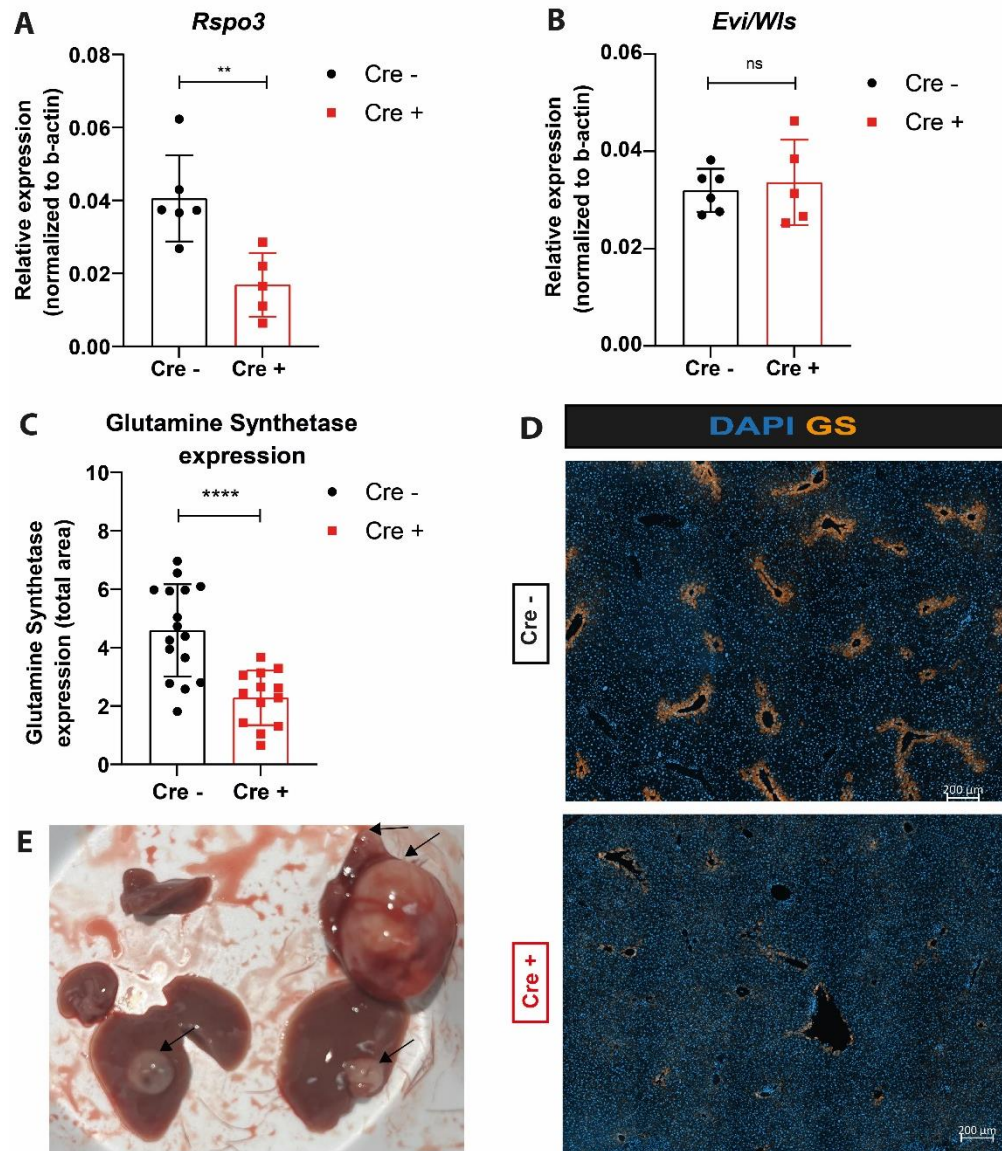 A
Rspo3
0.08
0.06
0.04
0.02
0.00
Relative expression
(normalized to b-actin)
**
Cre -
Cre +
Cre -
Cre +
B
Evi/Wls
0.06
0.04
0.02
0.00
Relative expression
(normalized to b-actin)
ns
Cre -
Cre +
Cre -
Cre +
C
Glutamine Synthetase
expression
10
8
6
4
2
0
Glutamine Synthetase
expression (total area)
****
Cre -
Cre +
Cre -
Cre +
D
DAPI GS
Cre -
200 µm
Cre +
200 µm
E